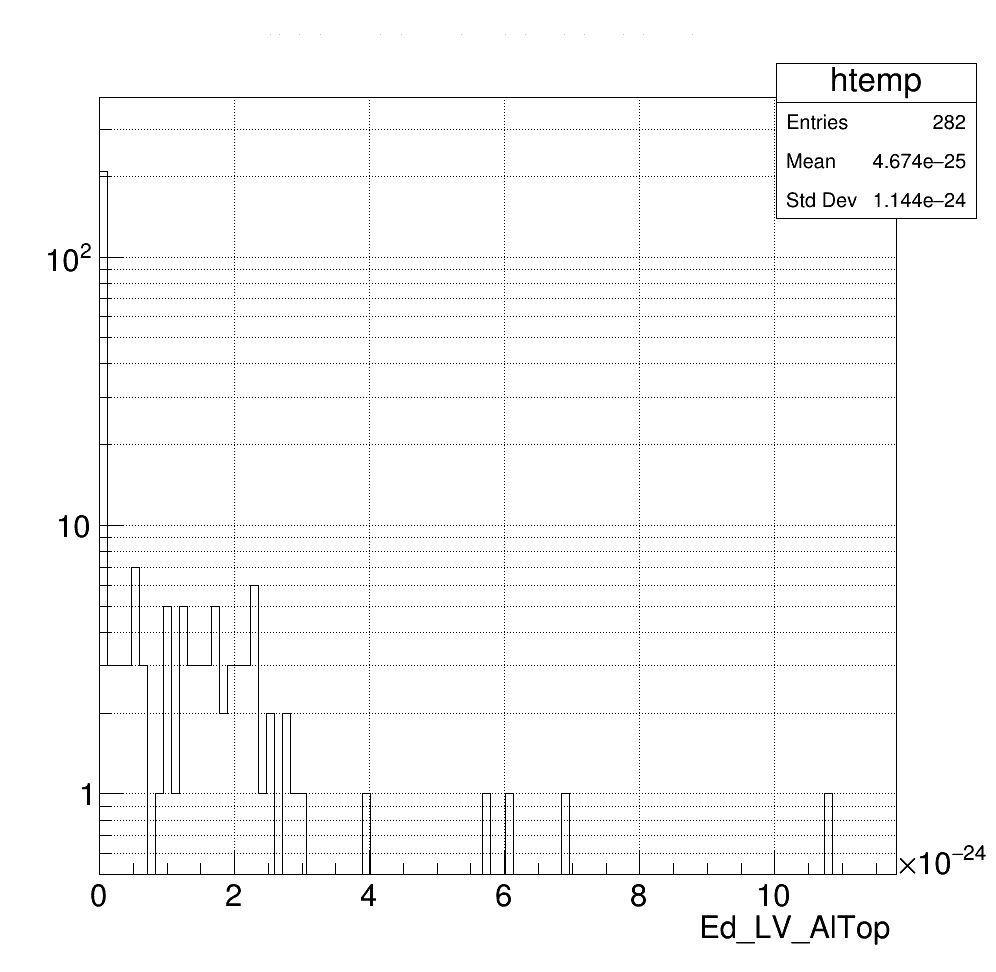 htemp
Entries 282
Mean 4.674e−25
Std Dev 1.144e−24
10²
10
1
0 2 4 6 8 10
×10⁻²⁴
Ed_LV_AlTop